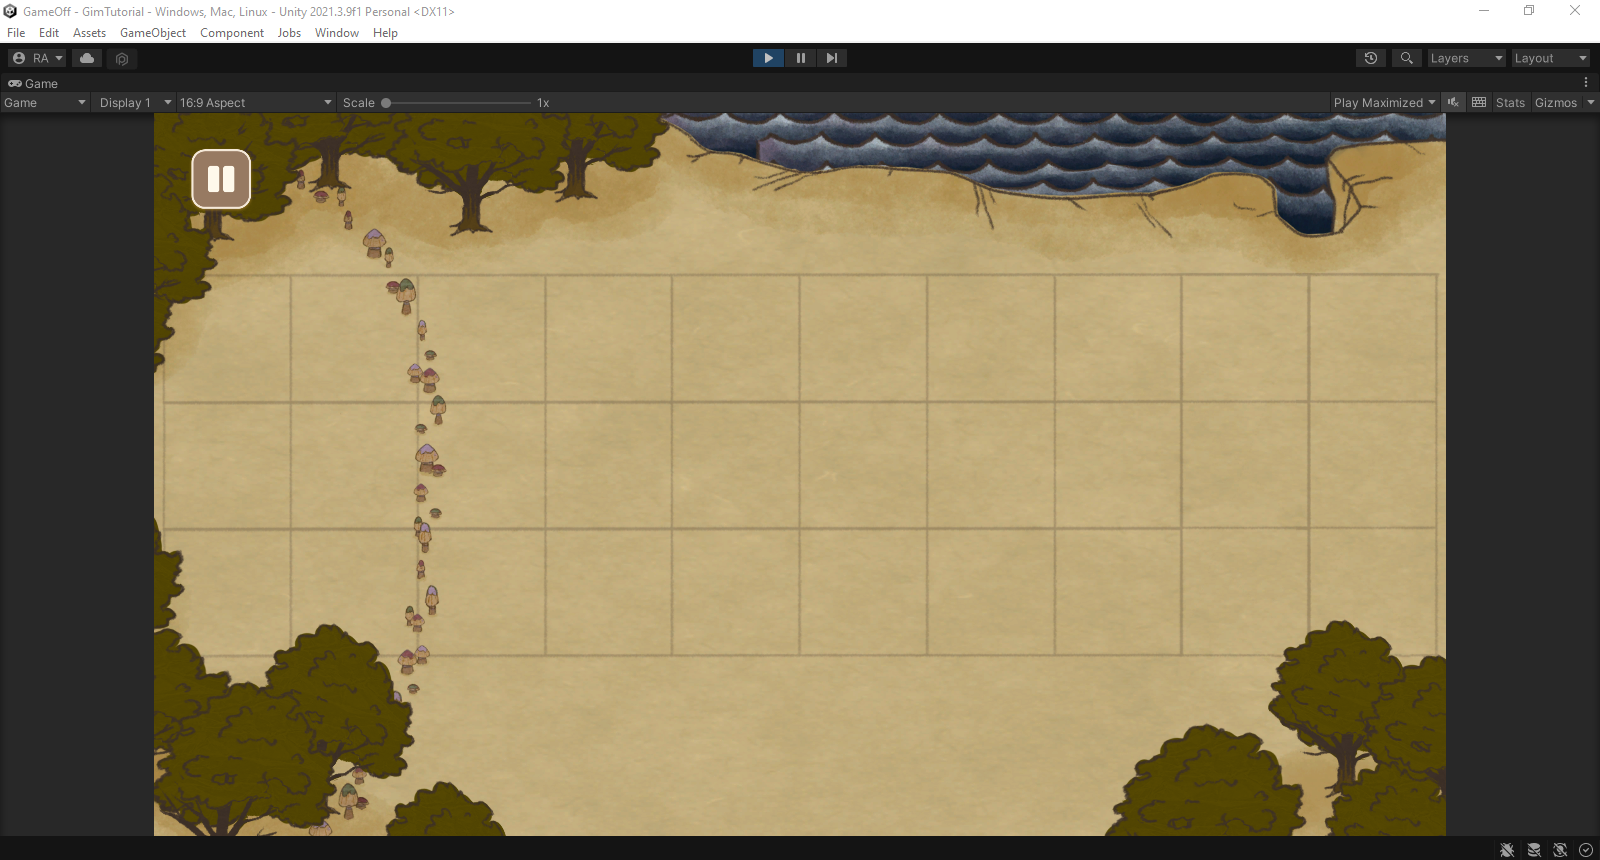 GameOff - GimTutorial - Windows, Mac, Linux - Unity 2021.3.9f1 Personal <DX11>
File Edit Assets GameObject Component Jobs Window Help
RA Layers Layout
Game
Game Display 1 16:9 Aspect Scale 1x Play Maximized Stats Gizmos